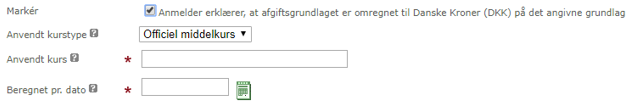 Markér Anmelder erklærer, at afgiftsgrundlaget er omregnet til Danske Kroner (DKK) på det angivne grundlag
Anvendt kurstype ? Officiel middelkurs
Anvendt kurs ? *
Beregnet pr. dato ? *